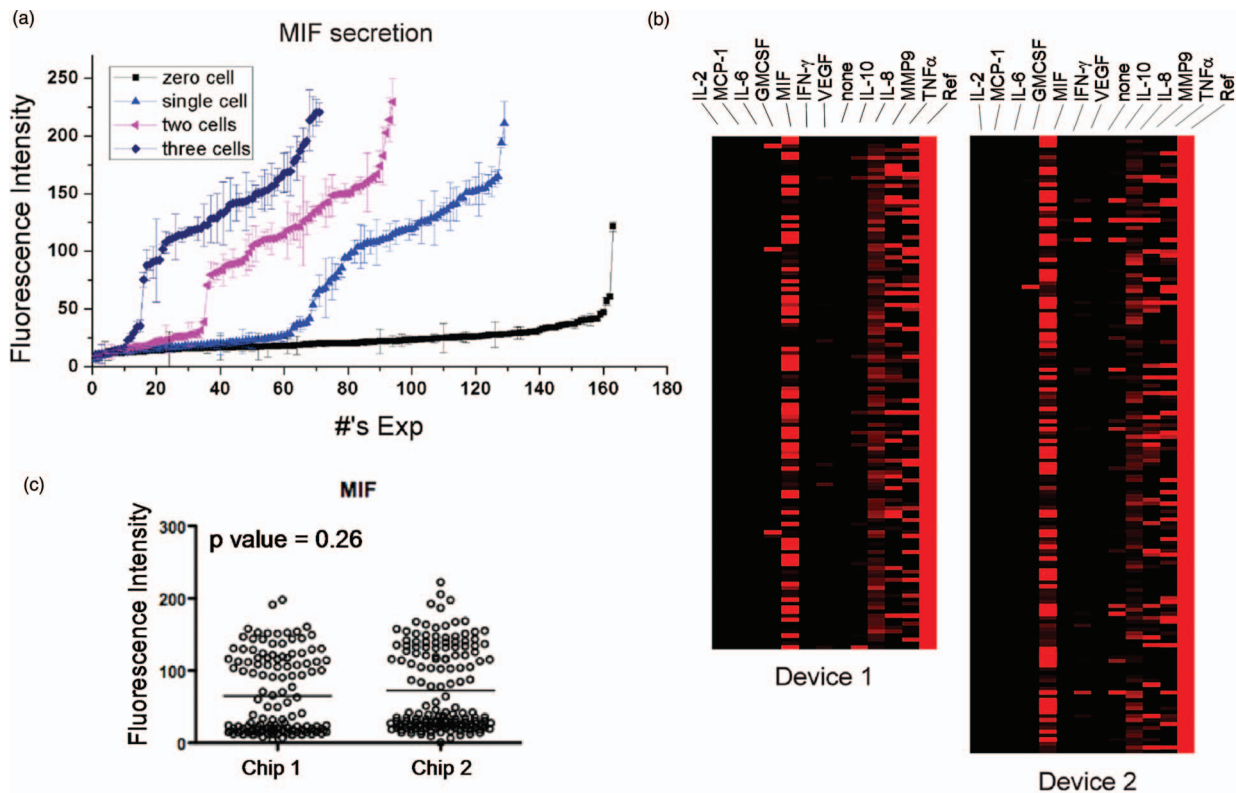 (a)
MIF secretion
Fluorescence Intensity
250
200
150
100
50
0
zero cell
single cell
two cells
three cells
0 20 40 60 80 100 120 140 160 180
#'s Exp
(b)
IL-2 MCP-1 IL-6 GMCSF MIF IFN-γ VEGF none IL-10 IL-8 MMP9 TNFα Ref
IL-2 MCP-1 IL-6 GMCSF MIF IFN-γ VEGF none IL-10 IL-8 MMP9 TNFα Ref
Device 1
Device 2
(c)
MIF
p value = 0.26
Fluorescence Intensity
300
200
100
0
Chip 1 Chip 2